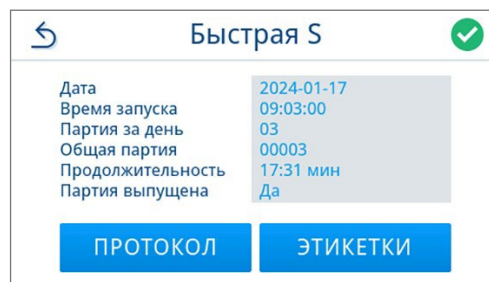 Быстрая S
Дата 2024-01-17
Время запуска 09:03:00
Партия за день 03
Общая партия 00003
Продолжительность 17:31 мин
Партия выпущена Да
ПРОТОКОЛ ЭТИКЕТКИ